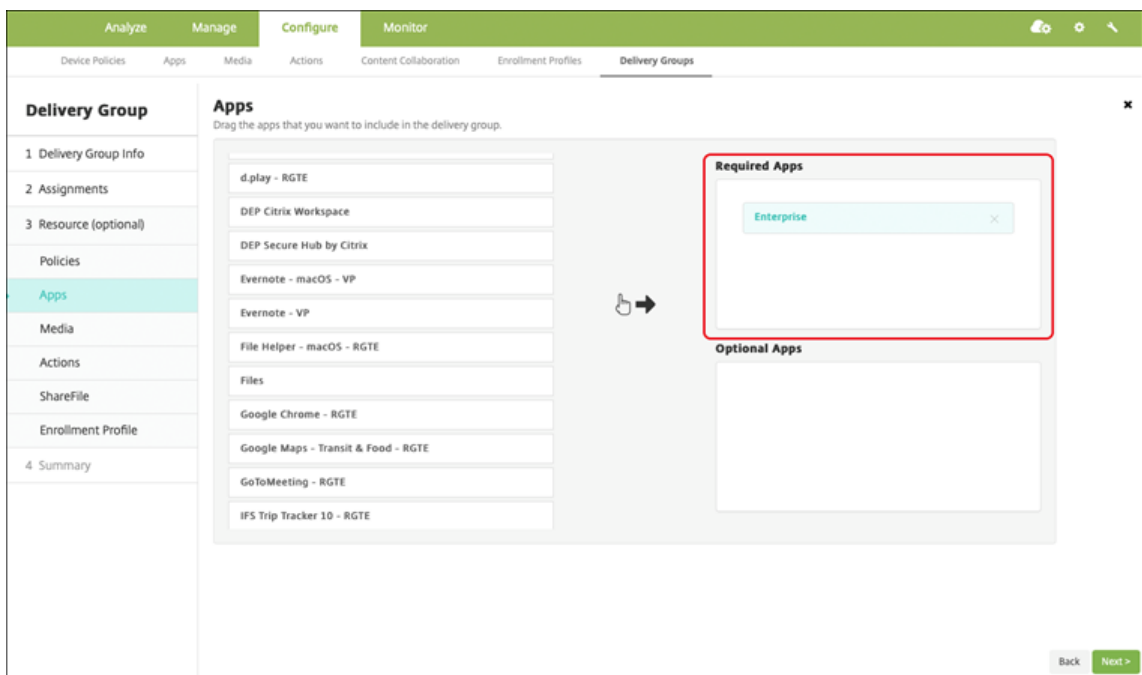 Analyze Manage Configure Monitor
Device Policies Apps Media Actions Content Collaboration Enrollment Profiles Delivery Groups
Delivery Group
1 Delivery Group Info
2 Assignments
3 Resource (optional)
Policies
Apps
Media
Actions
ShareFile
Enrollment Profile
4 Summary
Apps
Drag the apps that you want to include in the delivery group.
d.play - RGTE
DEP Citrix Workspace
DEP Secure Hub by Citrix
Evernote - macOS - VP
Evernote - VP
File Helper - macOS - RGTE
Files
Google Chrome - RGTE
Google Maps - Transit & Food - RGTE
GoToMeeting - RGTE
IFS Trip Tracker 10 - RGTE
Required Apps
Enterprise
Optional Apps
Back Next >